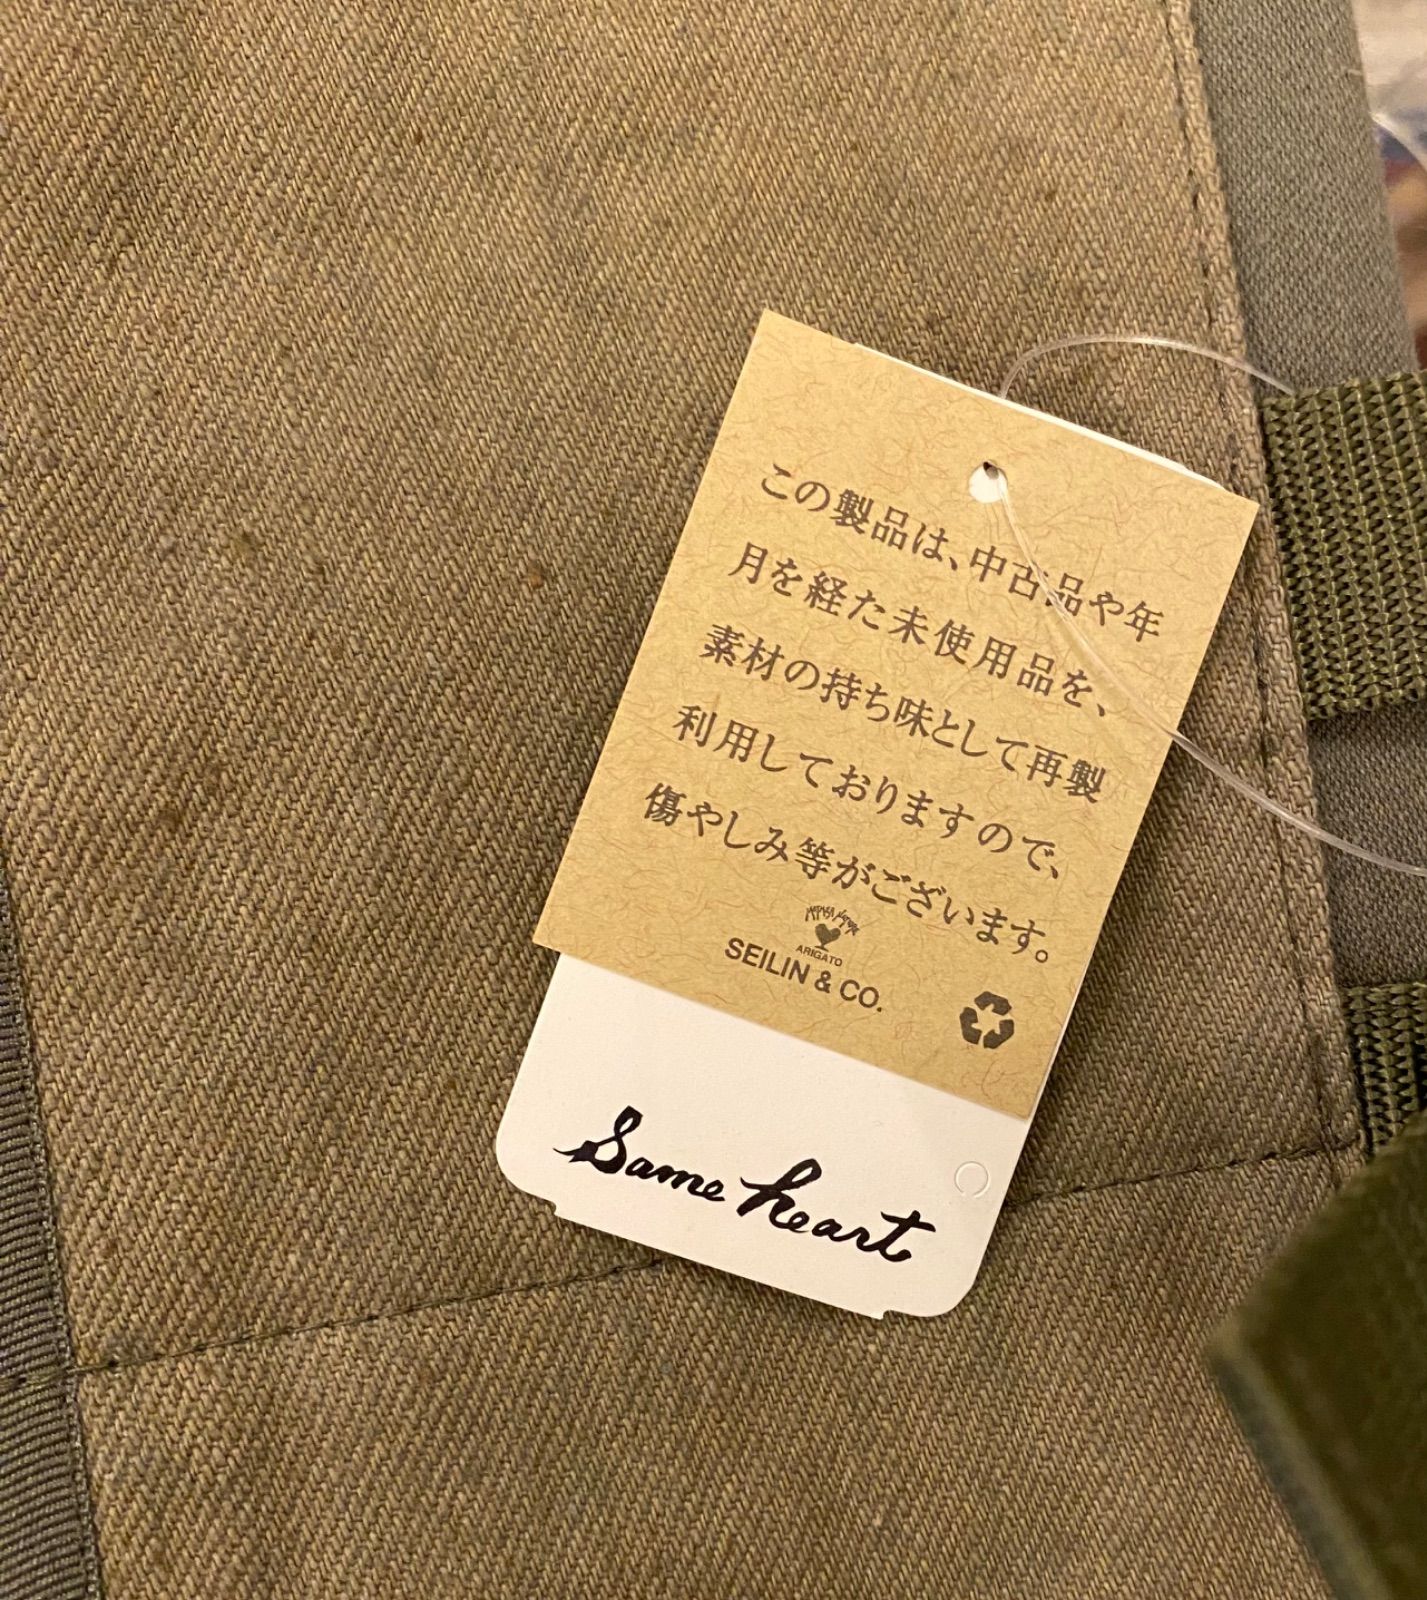 この製品は、中古品や年
月を経た未使用品を、
素材の持ち味として再製
利用しておりますので、
傷やしみ等がございます。
ARIGATO
SEILIN & CO.
Same heart